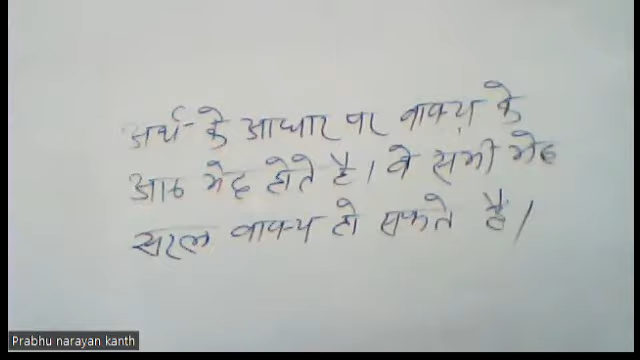 अर्थ के आधार पर वाक्य के
आठ भेद होते है। वे सभी भेद
सरल वाक्य हो सकते हैं।
Prabhu narayan kanth